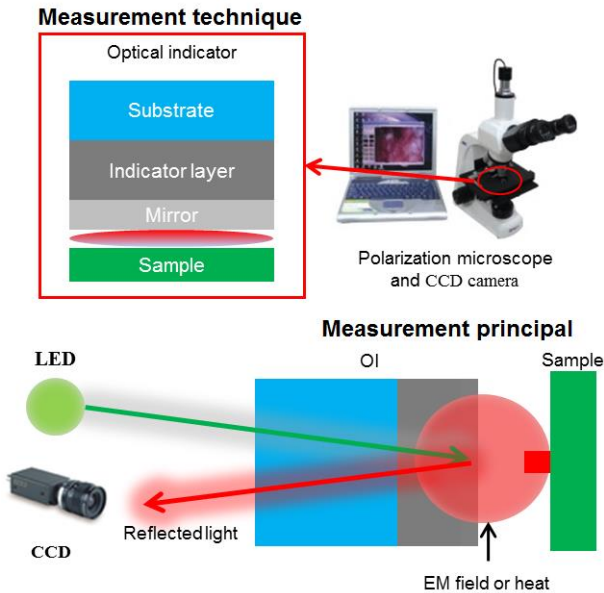 Measurement technique
Optical indicator
Substrate
Indicator layer
Mirror
Sample
Polarization microscope
and CCD camera
Measurement principal
LED
OI
Sample
Reflected light
CCD
EM field or heat